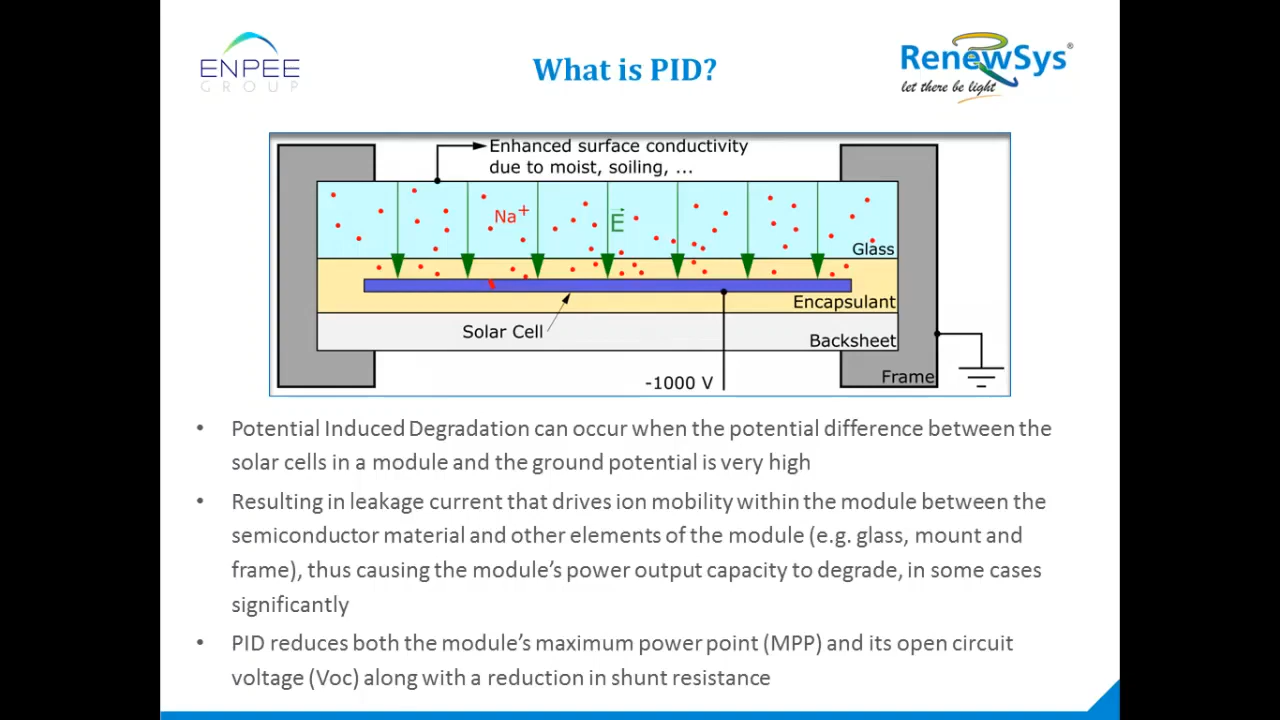 ENPEE
GROUP
What is PID?
RenewSys®
let there be light
Enhanced surface conductivity
due to moist, soiling, ...
Na+
E
Glass
Encapsulant
Solar Cell
Backsheet
Frame
-1000 V
• Potential Induced Degradation can occur when the potential difference between the
solar cells in a module and the ground potential is very high
• Resulting in leakage current that drives ion mobility within the module between the
semiconductor material and other elements of the module (e.g. glass, mount and
frame), thus causing the module’s power output capacity to degrade, in some cases
significantly
• PID reduces both the module’s maximum power point (MPP) and its open circuit
voltage (Voc) along with a reduction in shunt resistance